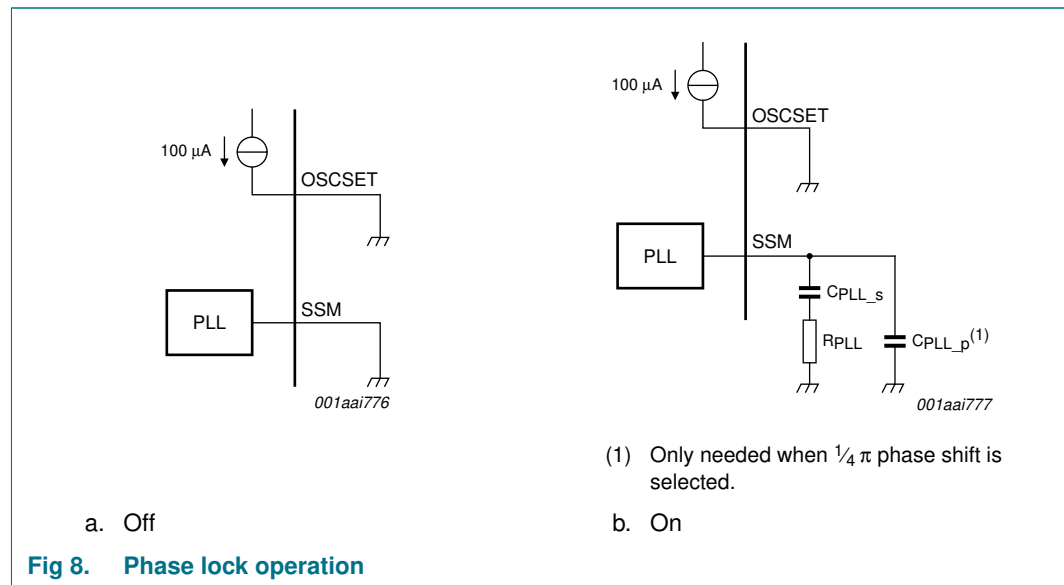 100 µA
OSCSET
PLL
SSM
001aai776
a. Off
100 µA
OSCSET
PLL
SSM
CPLL_s
RPLL
CPLL_p(1)
001aai777
(1) Only needed when 1⁄4 π phase shift is
selected.
b. On
Fig 8. Phase lock operation